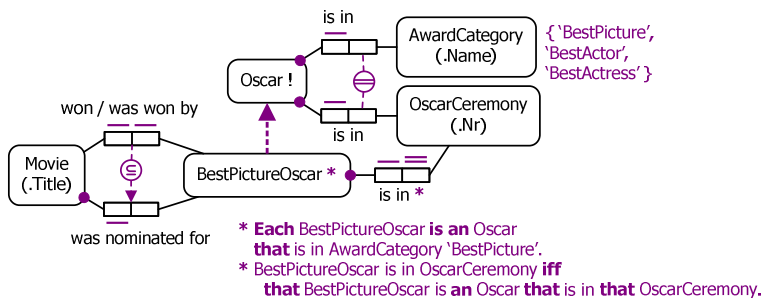 is in
AwardCategory
(.Name)
{ ‘BestPicture’,
‘BestActor’,
‘BestActress’ }
Oscar !
won / was won by
is in
OscarCeremony
(.Nr)
Movie
(.Title)
BestPictureOscar *
is in *
was nominated for
* Each BestPictureOscar is an Oscar
that is in AwardCategory ‘BestPicture’.
* BestPictureOscar is in OscarCeremony iff
that BestPictureOscar is an Oscar that is in that OscarCeremony.